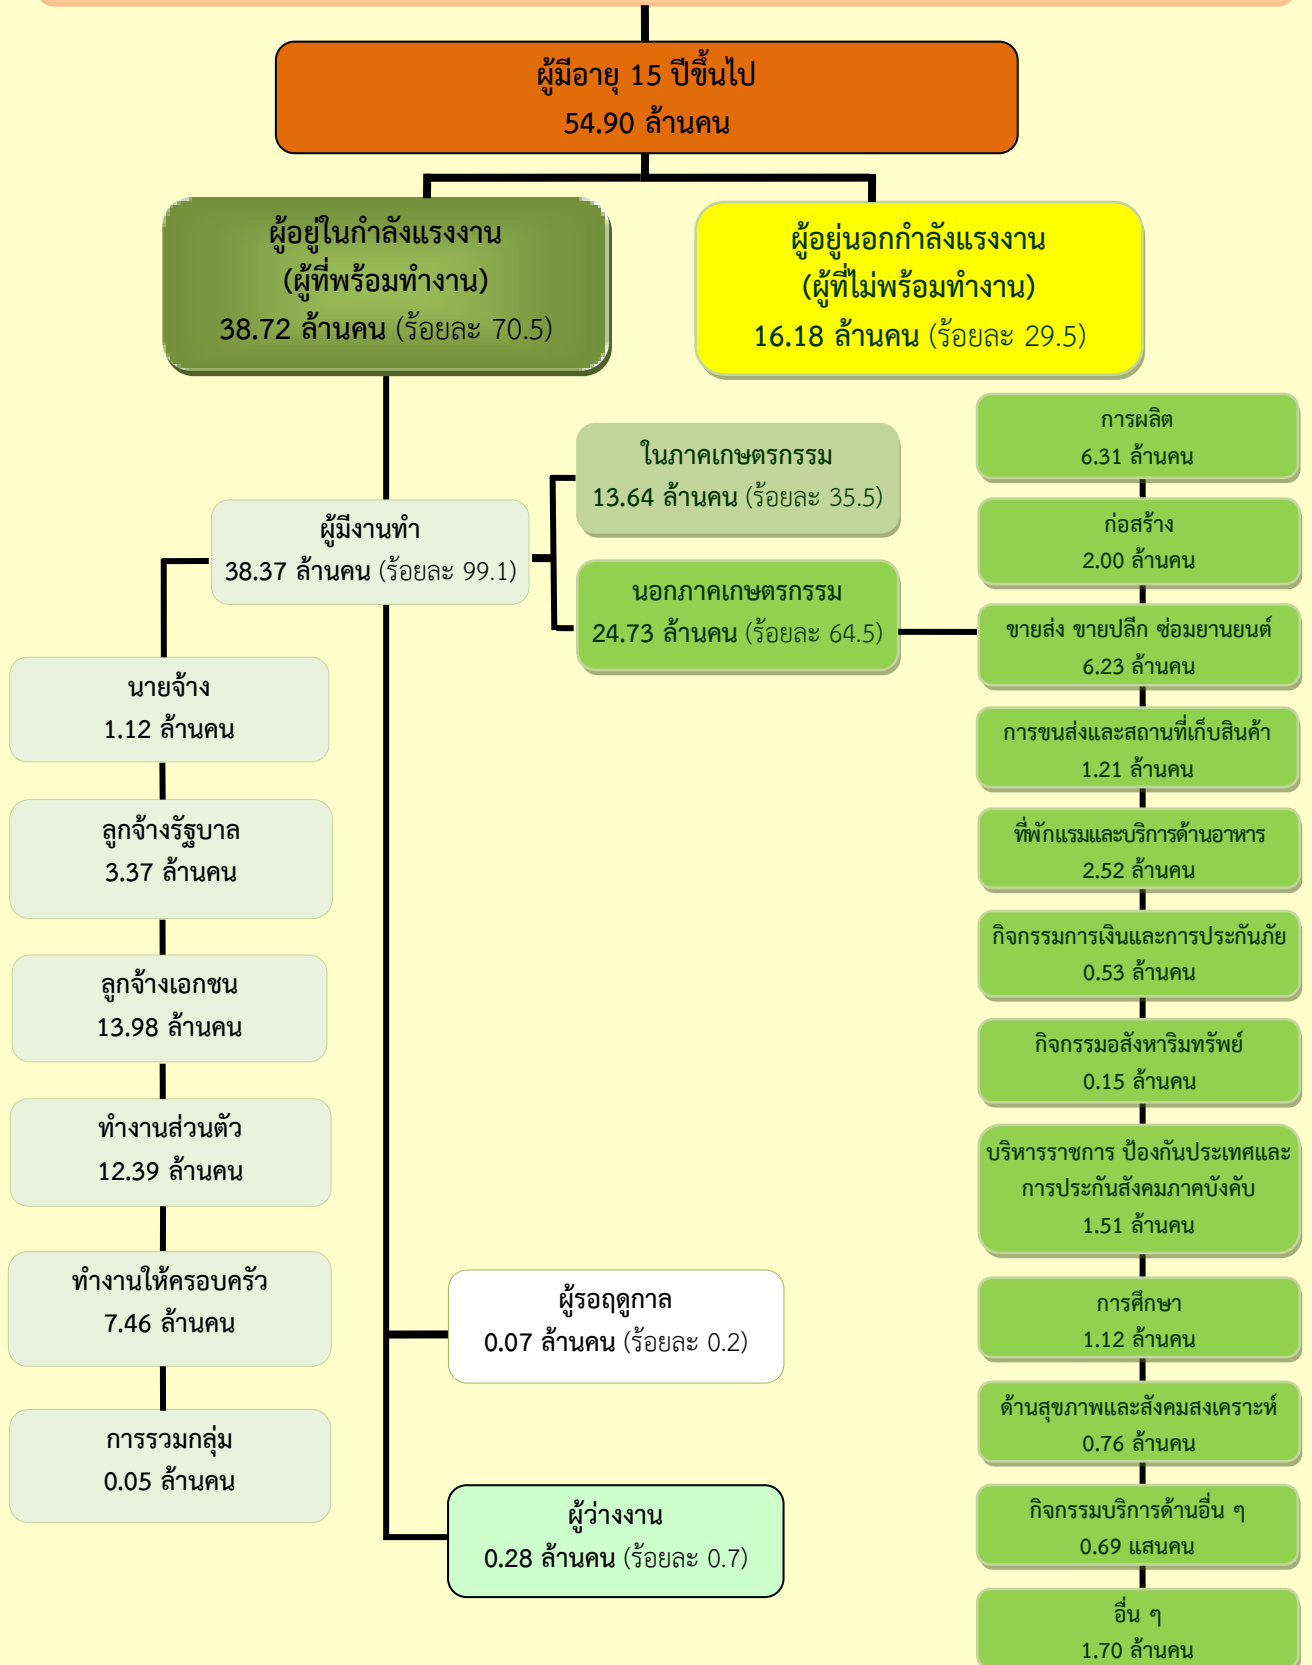 ผู้มีอายุ 15 ปีขึ้นไป
54.90 ล้านคน
ผู้อยู่ในกำลังแรงงาน
(ผู้ที่พร้อมทำงาน)
38.72 ล้านคน (ร้อยละ 70.5)
ผู้อยู่นอกกำลังแรงงาน
(ผู้ที่ไม่พร้อมทำงาน)
16.18 ล้านคน (ร้อยละ 29.5)
ผู้มีงานทำ
38.37 ล้านคน (ร้อยละ 99.1)
ในภาคเกษตรกรรม
13.64 ล้านคน (ร้อยละ 35.5)
นอกภาคเกษตรกรรม
24.73 ล้านคน (ร้อยละ 64.5)
นายจ้าง
1.12 ล้านคน
ลูกจ้างรัฐบาล
3.37 ล้านคน
ลูกจ้างเอกชน
13.98 ล้านคน
ทำงานส่วนตัว
12.39 ล้านคน
ทำงานให้ครอบครัว
7.46 ล้านคน
การรวมกลุ่ม
0.05 ล้านคน
ผู้รอฤดูกาล
0.07 ล้านคน (ร้อยละ 0.2)
ผู้ว่างงาน
0.28 ล้านคน (ร้อยละ 0.7)
การผลิต
6.31 ล้านคน
ก่อสร้าง
2.00 ล้านคน
ขายส่ง ขายปลีก ซ่อมยานยนต์
6.23 ล้านคน
การขนส่งและสถานที่เก็บสินค้า
1.21 ล้านคน
ที่พักแรมและบริการด้านอาหาร
2.52 ล้านคน
กิจกรรมการเงินและการประกันภัย
0.53 ล้านคน
กิจกรรมอสังหาริมทรัพย์
0.15 ล้านคน
บริหารราชการ ป้องกันประเทศและ
การประกันสังคมภาคบังคับ
1.51 ล้านคน
การศึกษา
1.12 ล้านคน
ด้านสุขภาพและสังคมสงเคราะห์
0.76 ล้านคน
กิจกรรมบริการด้านอื่น ๆ
0.69 แสนคน
อื่น ๆ
1.70 ล้านคน